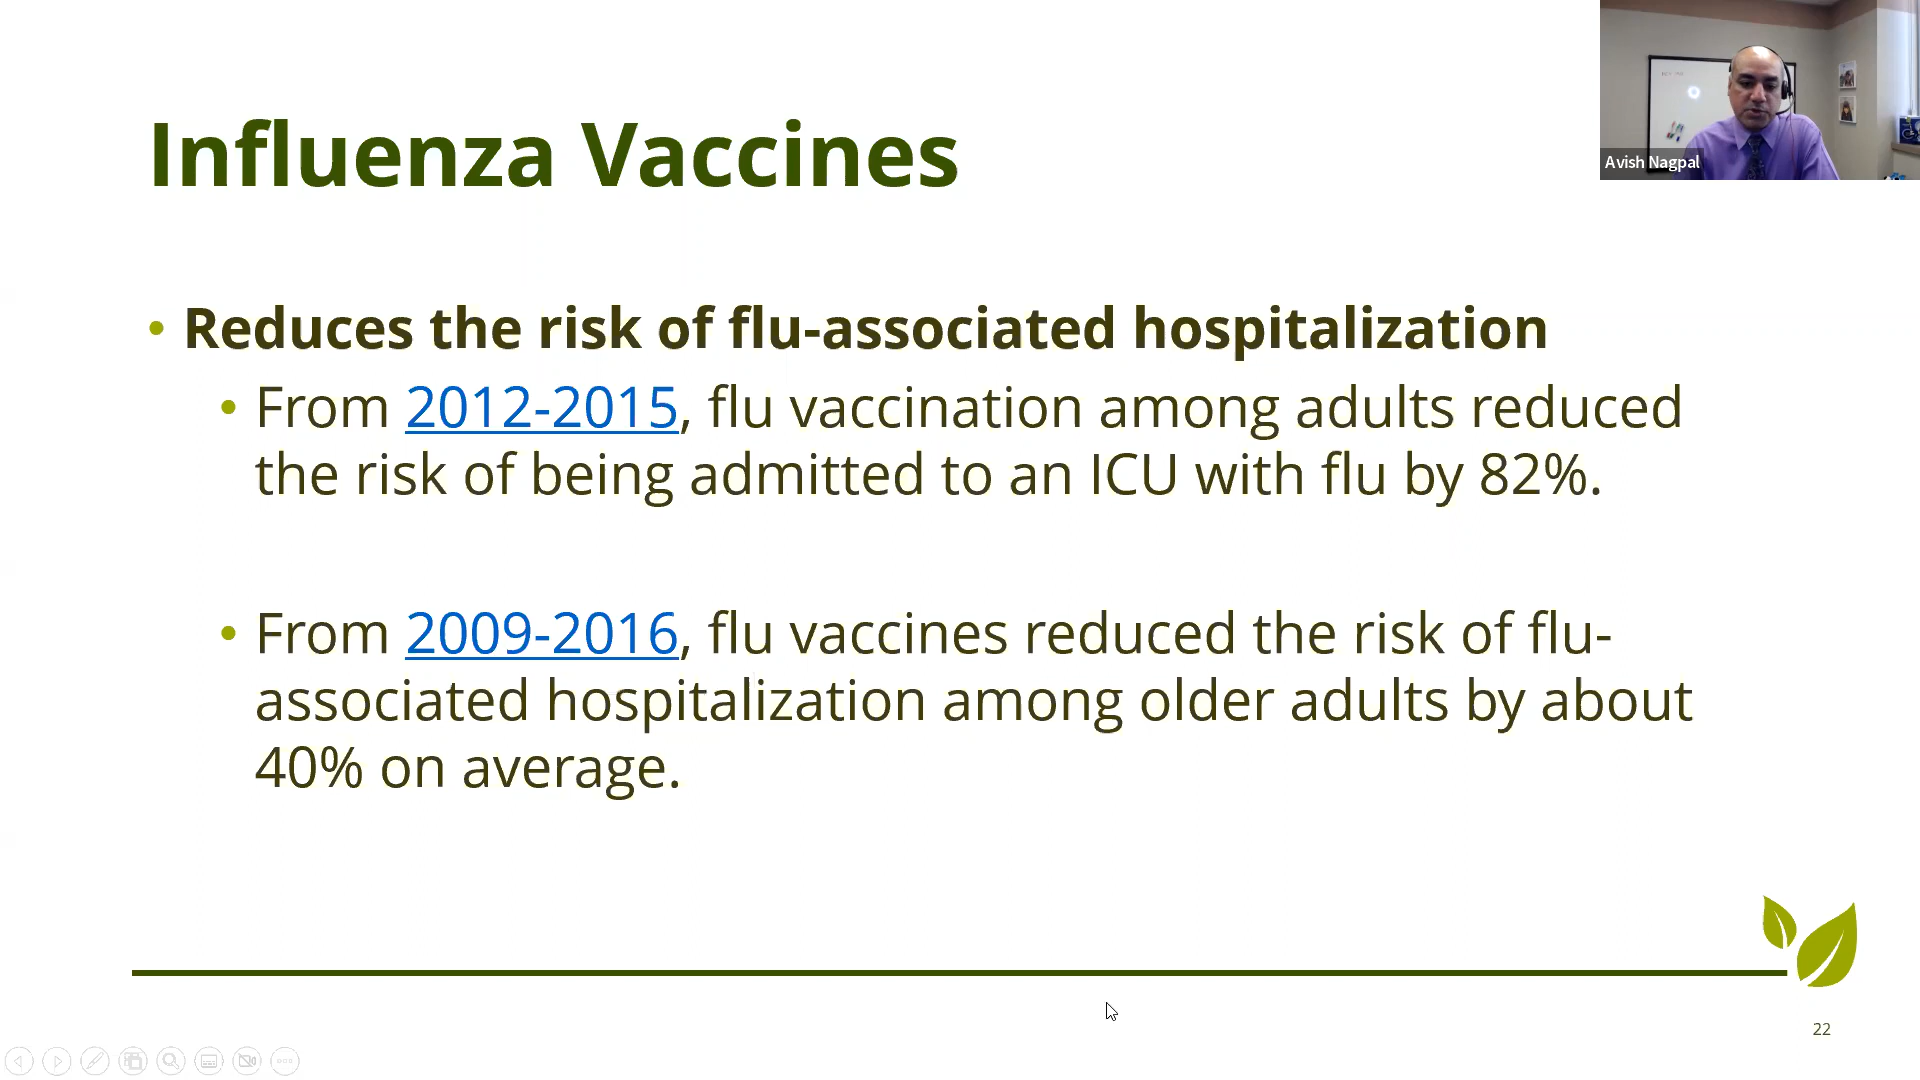 Influenza Vaccines
• Reduces the risk of flu-associated hospitalization
• From 2012-2015, flu vaccination among adults reduced
the risk of being admitted to an ICU with flu by 82%.
• From 2009-2016, flu vaccines reduced the risk of flu-
associated hospitalization among older adults by about
40% on average.
Avish Nagpal
22